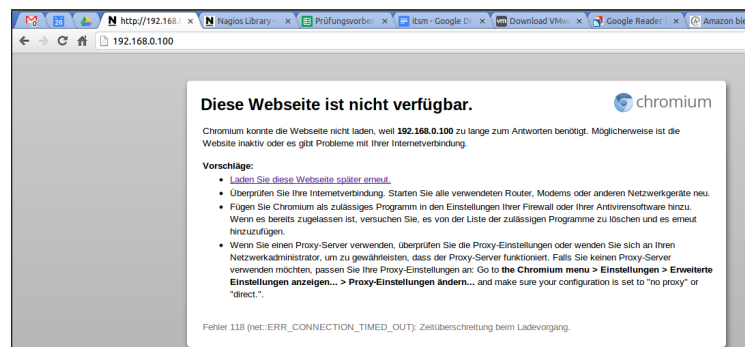 20 http://192.168. Nagios Library - Prüfungsvorber itsm - Google Dr Download VMw Google Reader Amazon bie
192.168.0.100
Diese Webseite ist nicht verfügbar.
chromium
Chromium konnte die Webseite nicht laden, weil 192.168.0.100 zu lange zum Antworten benötigt. Möglicherweise ist die
Website inaktiv oder es gibt Probleme mit Ihrer Internetverbindung.
Vorschläge:
• Laden Sie diese Webseite später erneut.
• Überprüfen Sie Ihre Internetverbindung. Starten Sie alle verwendeten Router, Modems oder anderen Netzwerkgeräte neu.
• Fügen Sie Chromium als zulässiges Programm in den Einstellungen Ihrer Firewall oder Ihrer Antivirensoftware hinzu.
Wenn es bereits zugelassen ist, versuchen Sie, es von der Liste der zulässigen Programme zu löschen und es erneut
hinzuzufügen.
• Wenn Sie einen Proxy-Server verwenden, überprüfen Sie die Proxy-Einstellungen oder wenden Sie sich an Ihren
Netzwerkadministrator, um zu gewährleisten, dass der Proxy-Server funktioniert. Falls Sie keinen Proxy-Server
verwenden möchten, passen Sie Ihre Proxy-Einstellungen an: Go to the Chromium menu > Einstellungen > Erweiterte
Einstellungen anzeigen... > Proxy-Einstellungen ändern... and make sure your configuration is set to "no proxy" or
"direct.".
Fehler 118 (net::ERR_CONNECTION_TIMED_OUT): Zeitüberschreitung beim Ladevorgang.